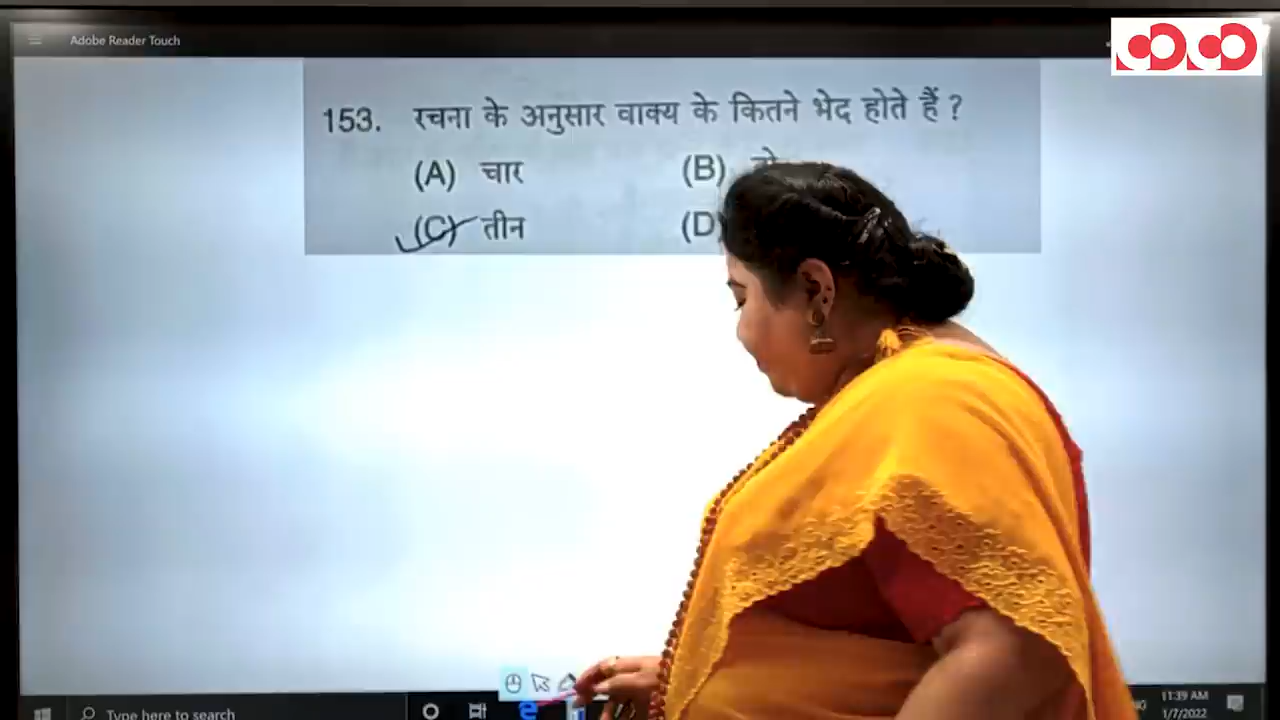 Adobe Reader Touch
153. रचना के अनुसार वाक्य के कितने भेद होते हैं ?
(A) चार (B)
(C) तीन (D)
Type here to search
11:39 AM
1/7/2022